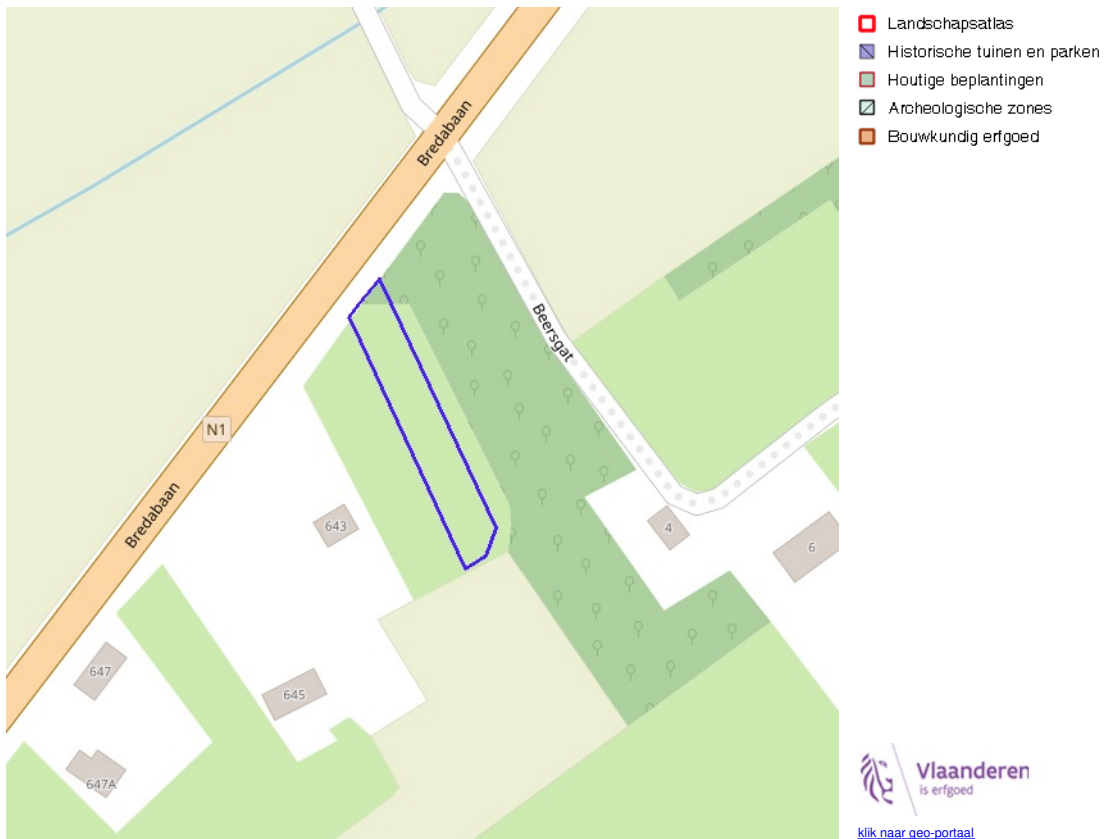 Bredabaan
Beersgat
N1
Bredabaan
643
4
6
645
647
647A
Landschapsatlas
Historische tuinen en parken
Houtige beplantingen
Archeologische zones
Bouwkundig erfgoed
Vlaanderen
is erfgoed
klik naar geo-portaal